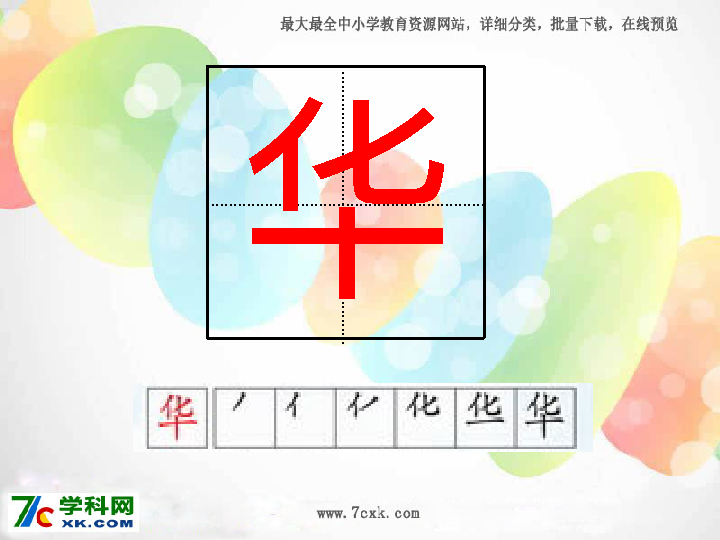 最大最全中小学教育资源网站，详细分类，批量下载，在线预览
华
华 丿 亻 亻丿 化 华
学科网
7C XK.COM
www.7cxk.com